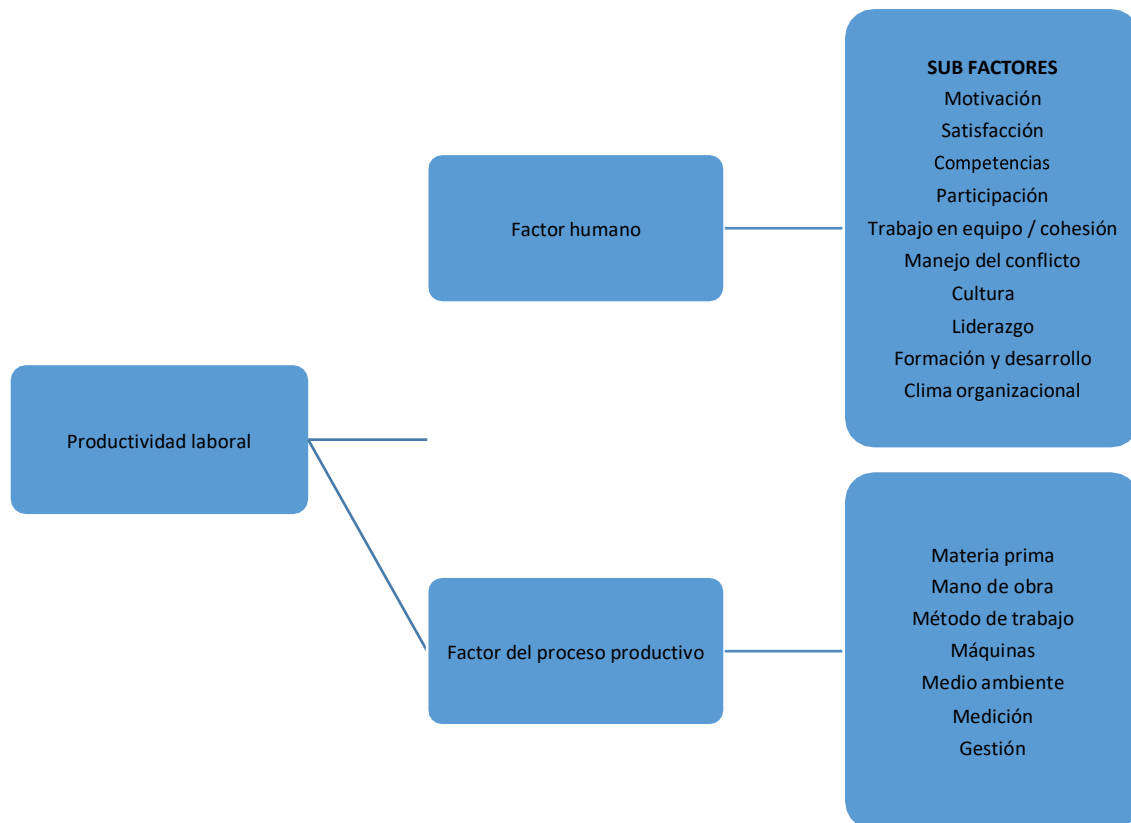 Productividad laboral
Factor humano
SUB FACTORES
Motivación
Satisfacción
Competencias
Participación
Trabajo en equipo / cohesión
Manejo del conflicto
Cultura
Liderazgo
Formación y desarrollo
Clima organizacional
Factor del proceso productivo
Materia prima
Mano de obra
Método de trabajo
Máquinas
Medio ambiente
Medición
Gestión